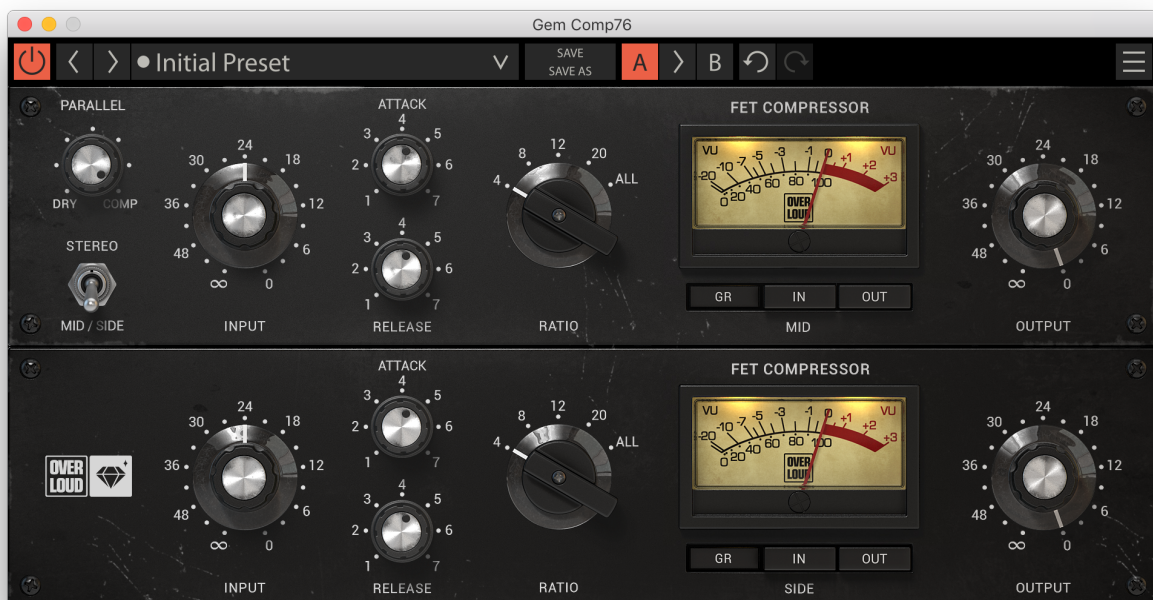 Gem Comp76
Initial Preset
SAVE
SAVE AS
A
B
PARALLEL
DRY COMP
STEREO
MID / SIDE
∞ 48 36 30 24 18 12 6 0
INPUT
ATTACK
1 2 3 4 5 6 7
1 2 3 4 5 6 7
RELEASE
4 8 12 20 ALL
RATIO
FET COMPRESSOR
VU VU
-20 -10 -7 -5 -3 -1 0 +1 +2 +3
0 20 40 60 80 100
OVER
LOUD
GR IN OUT
MID
∞ 48 36 30 24 18 12 6 0
OUTPUT
OVER
LOUD
∞ 48 36 30 24 18 12 6 0
INPUT
ATTACK
1 2 3 4 5 6 7
1 2 3 4 5 6 7
RELEASE
4 8 12 20 ALL
RATIO
FET COMPRESSOR
VU VU
-20 -10 -7 -5 -3 -1 0 +1 +2 +3
0 20 40 60 80 100
OVER
LOUD
GR IN OUT
SIDE
∞ 48 36 30 24 18 12 6 0
OUTPUT